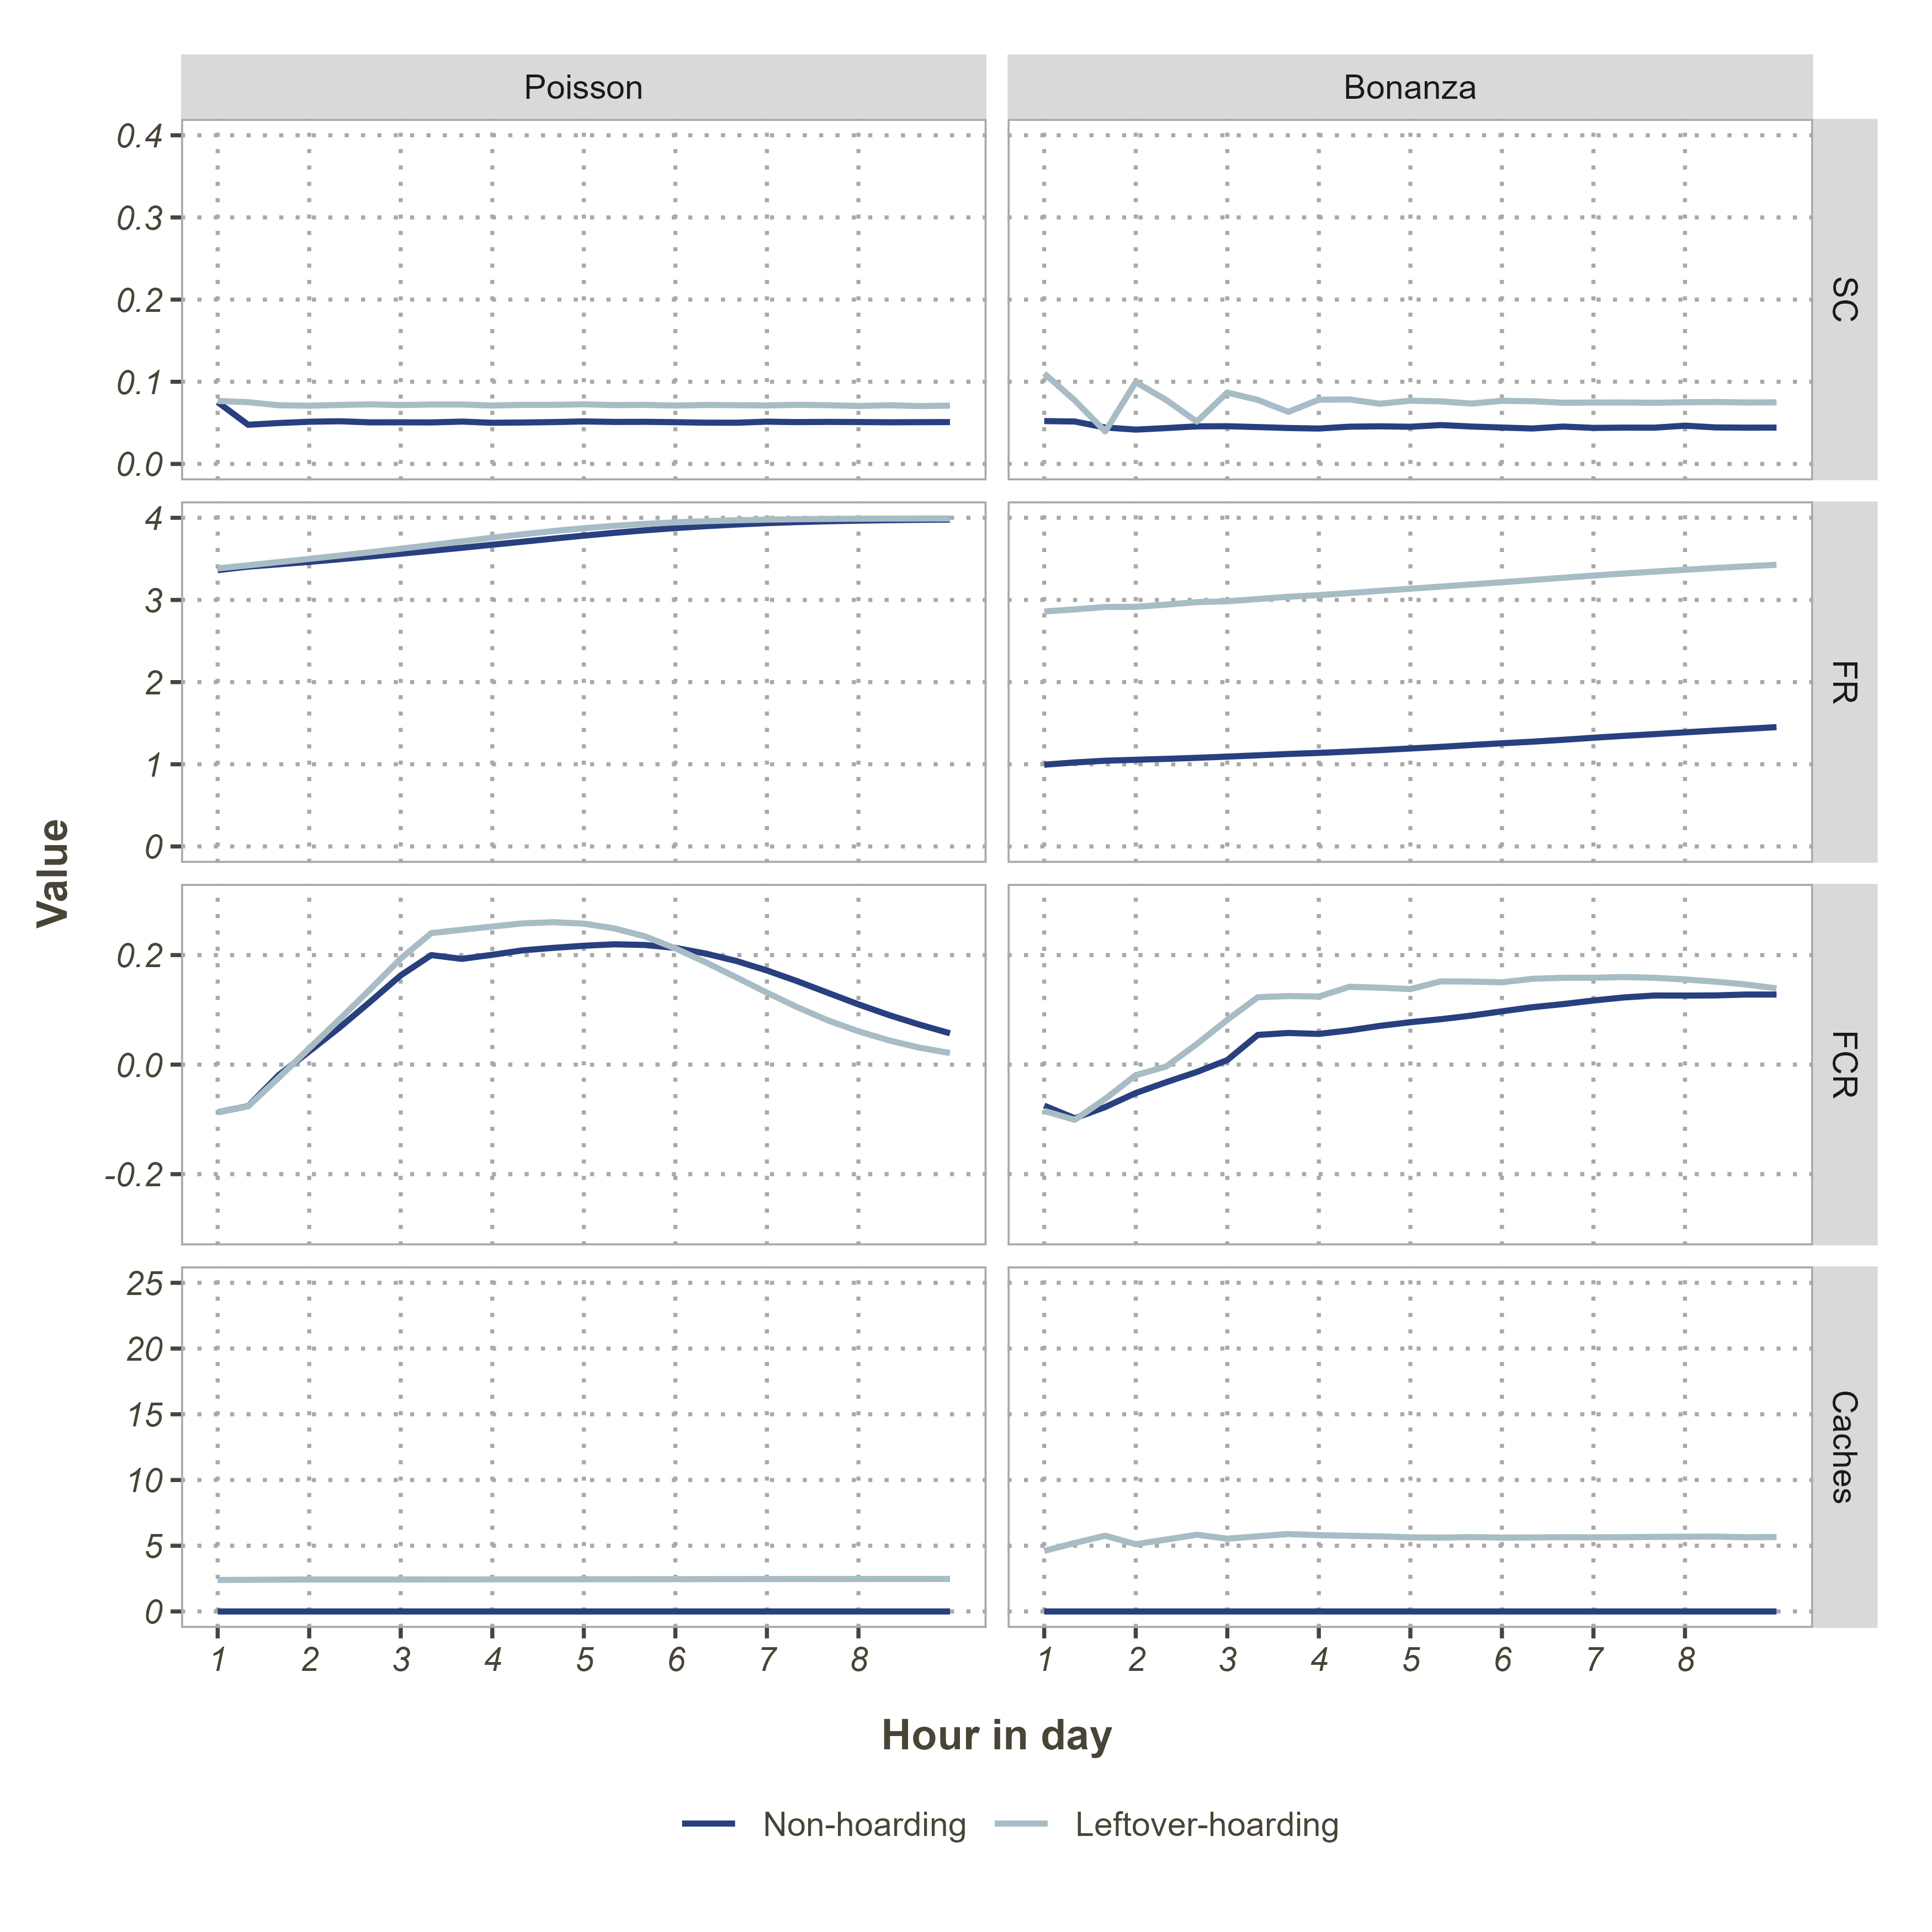 Poisson
Bonanza
0.4
0.3
0.2
0.1
0.0
SC
4
3
2
1
0
FR
Value
0.2
0.0
-0.2
FCR
25
20
15
10
5
0
Caches
1 2 3 4 5 6 7 8
1 2 3 4 5 6 7 8
Hour in day
Non-hoarding Leftover-hoarding